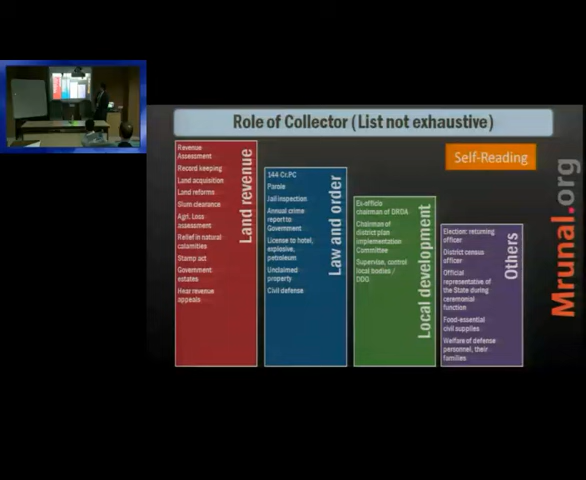 Role of Collector (List not exhaustive)
Self-Reading
Revenue
Assessment
Record keeping
Land acquisition
Land reforms
Slum clearance
Agri. Loss
assessment
Relief in natural
calamities
Stamp act
Government
estates
Hear revenue
appeals
Land revenue
144 Cr.PC
Parole
Jail inspection
Annual crime
report to
Government
License to hotel,
explosive,
petroleum
Unclaimed
property
Civil defense
Law and order
Ex-officio
chairman of DRDA
Chairman of
district plan
implementation
Committee
Supervise, control
local bodies /
DDO
Local development
Election: returning
officer
District census
officer
Official
representative of
the State during
ceremonial
function
Food-essential
civil supplies
Welfare of defense
personnel, their
families
Others
Mrunal.org